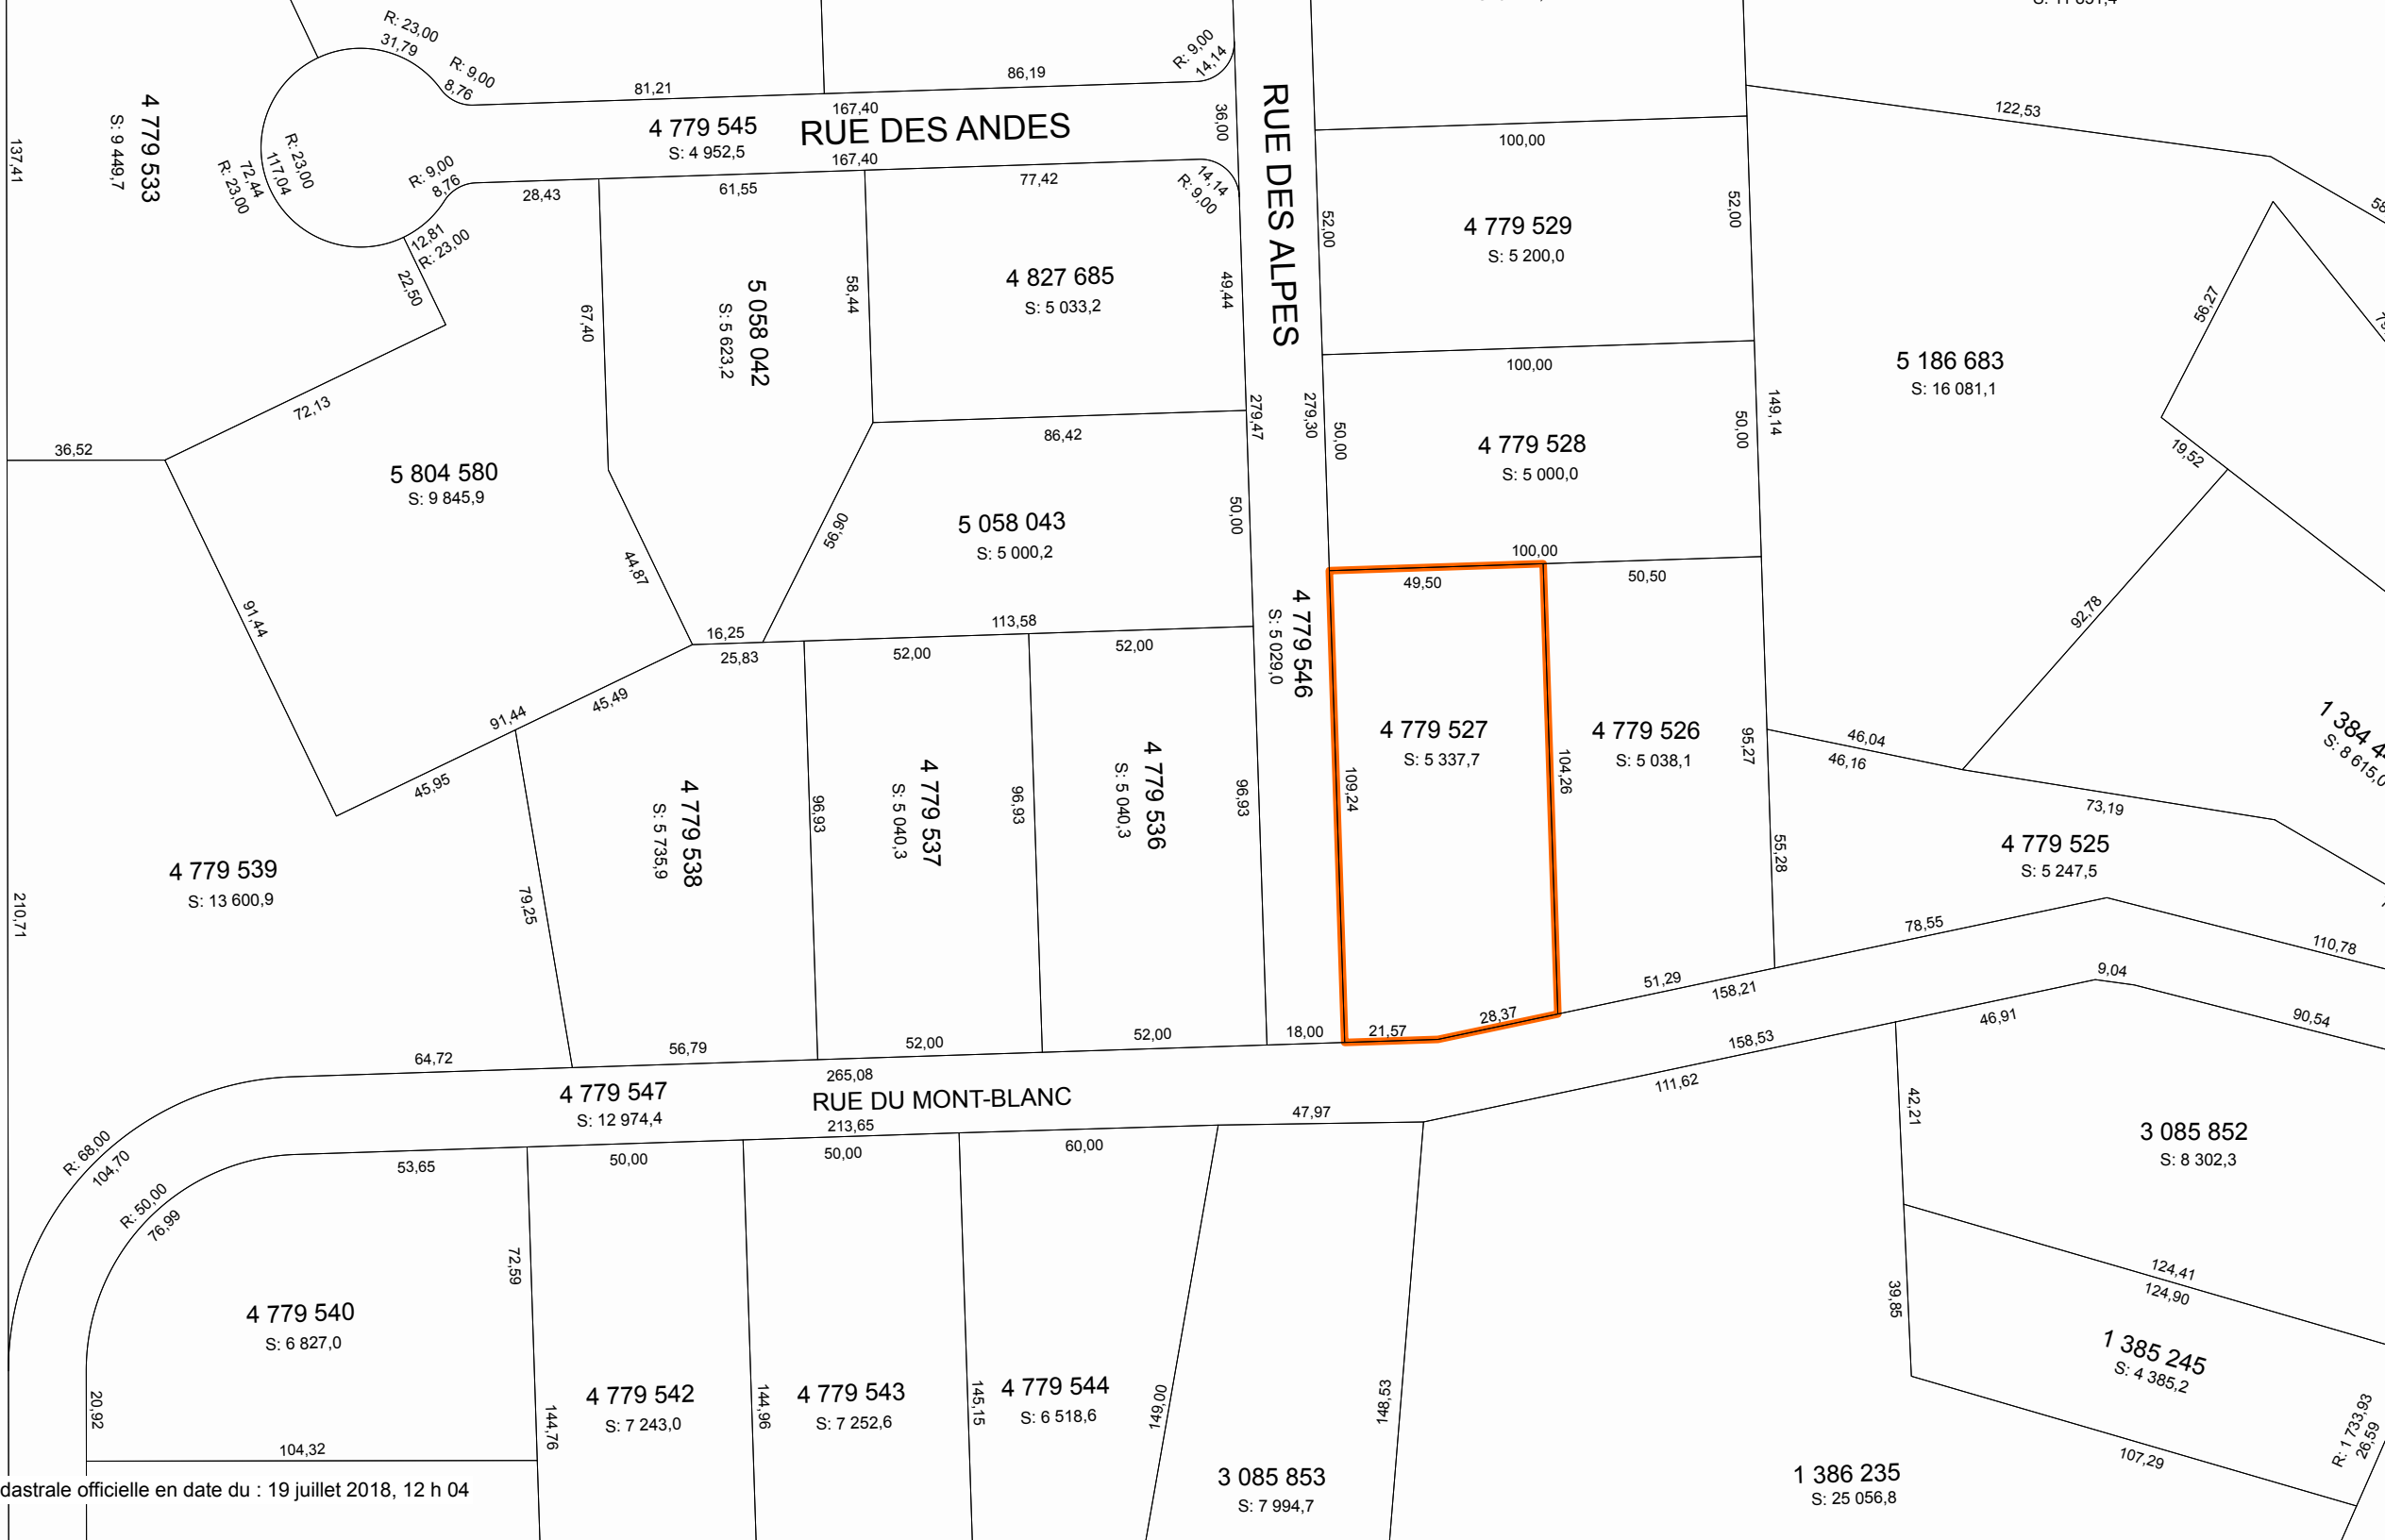 R: 23,00
31,79
R: 9,00
8,76
81,21
86,19
R: 9,00
14,14
137,41
4 779 533
S: 9 449,7
R: 23,00
117,04
72,44
R: 23,00
R: 9,00
8,76
12,81
R: 23,00
22,50
4 779 545
S: 4 952,5
167,40
RUE DES ANDES
167,40
36,00
RUE DES ALPES
28,43
61,55
77,42
14,14
R: 9,00
100,00
122,53
52,00
4 779 529
S: 5 200,0
52,00
67,40
5 058 042
S: 5 623,2
58,44
4 827 685
S: 5 033,2
49,44
56,27
5 186 683
S: 16 081,1
72,13
36,52
5 804 580
S: 9 845,9
86,42
279,47
279,30
100,00
50,00
4 779 528
S: 5 000,0
50,00
149,14
19,52
44,87
56,90
5 058 043
S: 5 000,2
50,00
100,00
49,50
50,50
91,44
16,25
25,83
113,58
52,00
52,00
4 779 546
S: 5 029,0
92,78
91,44
45,49
45,95
4 779 527
S: 5 337,7
109,24
104,26
4 779 526
S: 5 038,1
95,27
46,04
46,16
73,19
S: 8 615,0
4 779 538
S: 5 735,9
96,93
4 779 537
S: 5 040,3
96,93
4 779 536
S: 5 040,3
96,93
4 779 539
S: 13 600,9
210,71
79,25
55,28
4 779 525
S: 5 247,5
78,55
110,78
51,29
158,21
9,04
46,91
90,54
64,72
56,79
52,00
52,00
18,00
21,57
28,37
265,08
4 779 547
S: 12 974,4
RUE DU MONT-BLANC
213,65
47,97
158,53
111,62
R: 68,00
104,70
R: 50,00
76,99
53,65
50,00
50,00
60,00
42,21
3 085 852
S: 8 302,3
72,59
4 779 540
S: 6 827,0
39,85
124,41
124,90
1 385 245
S: 4 385,2
20,92
104,32
144,76
4 779 542
S: 7 243,0
144,96
4 779 543
S: 7 252,6
145,15
4 779 544
S: 6 518,6
149,00
148,53
3 085 853
S: 7 994,7
1 386 235
S: 25 056,8
107,29
R: 1 733,93
26,59
dastrale officielle en date du : 19 juillet 2018, 12 h 04